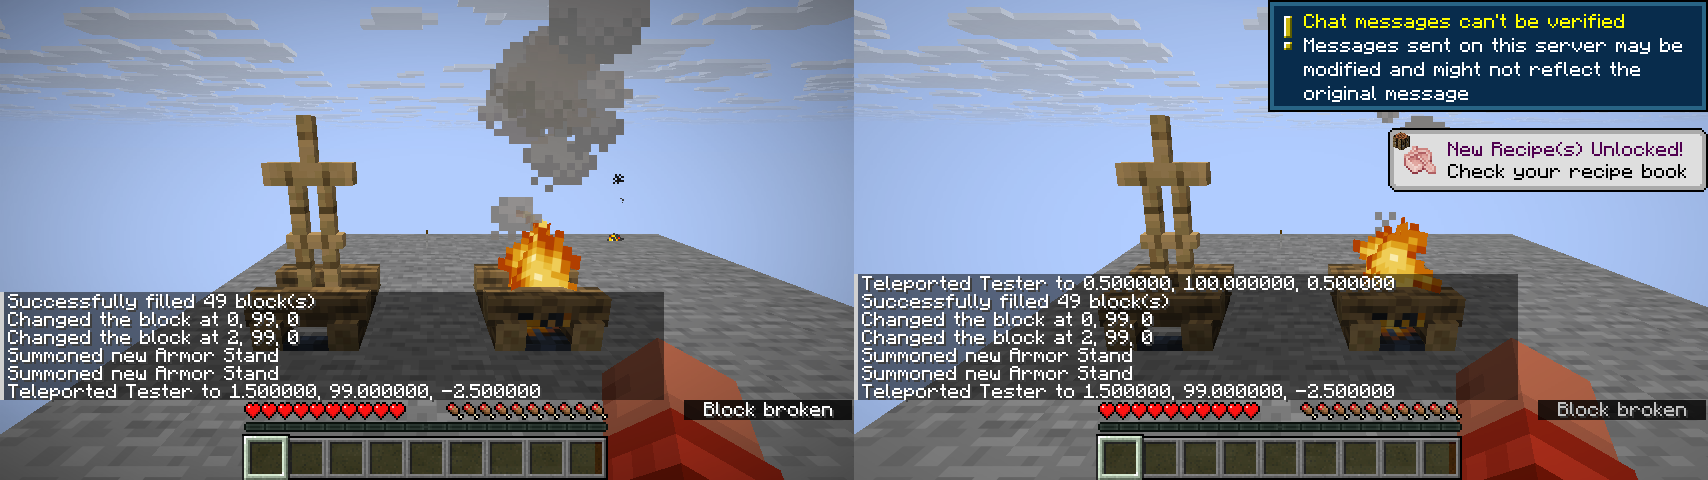 Successfully filled 49 block(s)
Changed the block at 0, 99, 0
Changed the block at 2, 99, 0
Summoned new Armor Stand
Summoned new Armor Stand
Teleported Tester to 1.500000, 99.000000, -2.500000
Block broken
Chat messages can't be verified
Messages sent on this server may be
modified and might not reflect the
original message
New Recipe(s) Unlocked!
Check your recipe book
Teleported Tester to 0.500000, 100.000000, 0.500000
Successfully filled 49 block(s)
Changed the block at 0, 99, 0
Changed the block at 2, 99, 0
Summoned new Armor Stand
Summoned new Armor Stand
Teleported Tester to 1.500000, 99.000000, -2.500000
Block broken